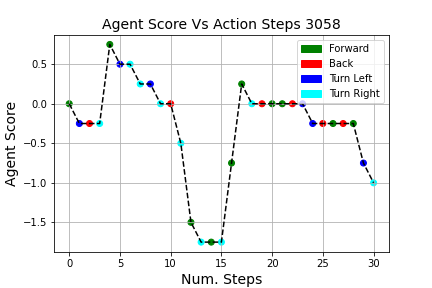 Agent Score Vs Action Steps 3058
Forward
Back
Turn Left
Turn Right
Agent Score
0.5
0.0
−0.5
−1.0
−1.5
0 5 10 15 20 25 30
Num. Steps